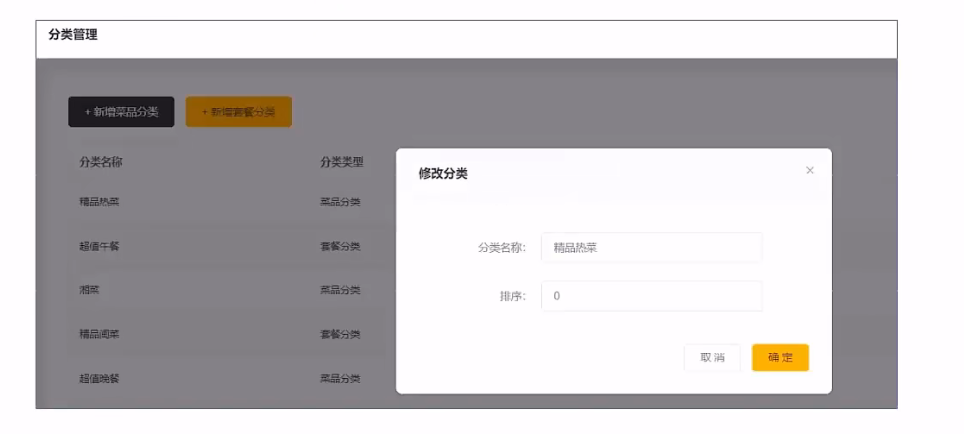 分类管理
+ 新增菜品分类 + 新增套餐分类
分类名称 分类类型
精品热菜 菜品分类
超值午餐 套餐分类
湘菜 菜品分类
精品闽菜 套餐分类
超值晚餐 菜品分类
修改分类 ×
分类名称: 精品热菜
排序: 0
取消 确定